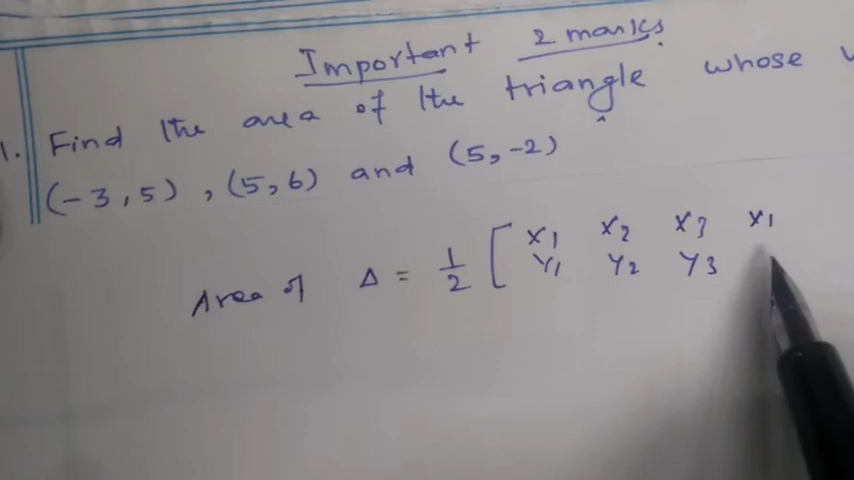 Important 2 marks.
1. Find the area of the triangle whose
(-3,5), (5,6) and (5,-2)
Area of Δ = 1/2 [ x1 x2 x3 x1
y1 y2 y3